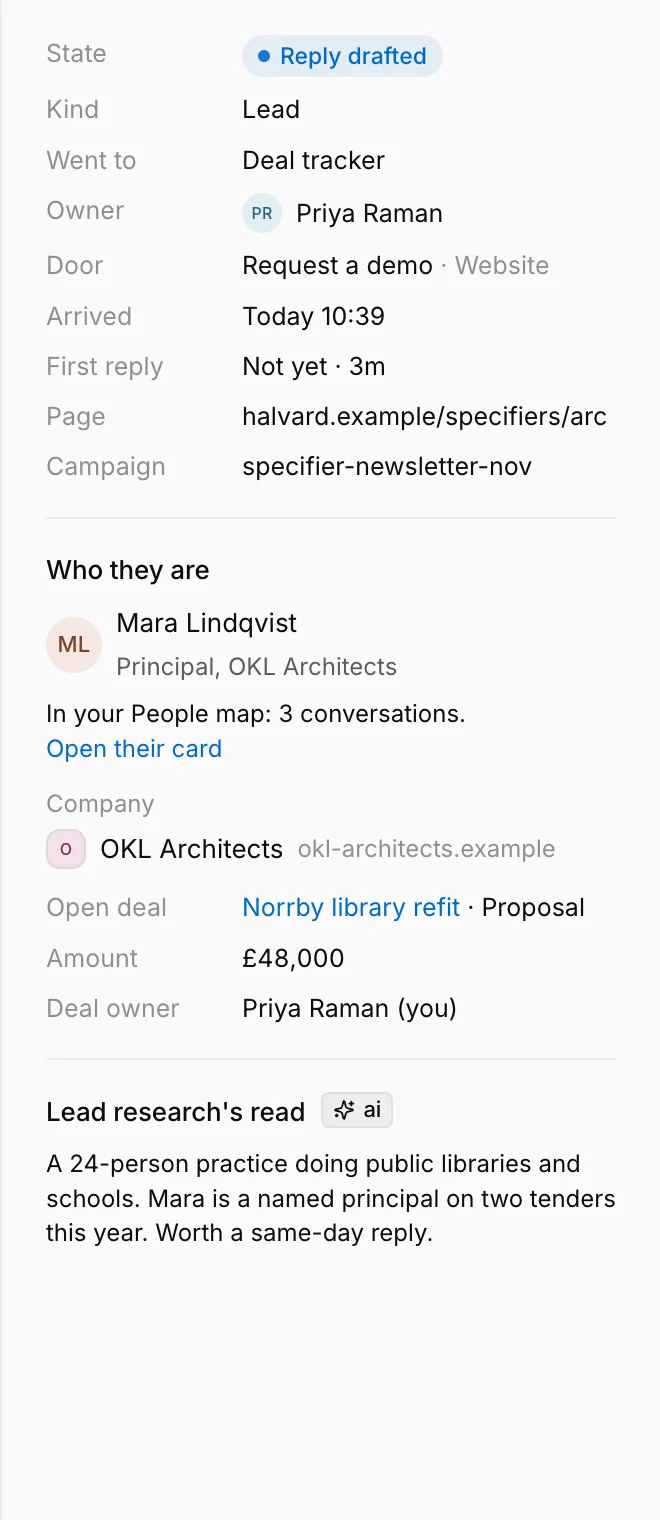 State Reply drafted
Kind Lead
Went to Deal tracker
Owner PR Priya Raman
Door Request a demo · Website
Arrived Today 10:39
First reply Not yet · 3m
Page halvard.example/specifiers/arc
Campaign specifier-newsletter-nov
Who they are
ML Mara Lindqvist
Principal, OKL Architects
In your People map: 3 conversations.
Open their card
Company
O OKL Architects okl-architects.example
Open deal Norrby library refit · Proposal
Amount £48,000
Deal owner Priya Raman (you)
Lead research's read ai
A 24-person practice doing public libraries and
schools. Mara is a named principal on two tenders
this year. Worth a same-day reply.